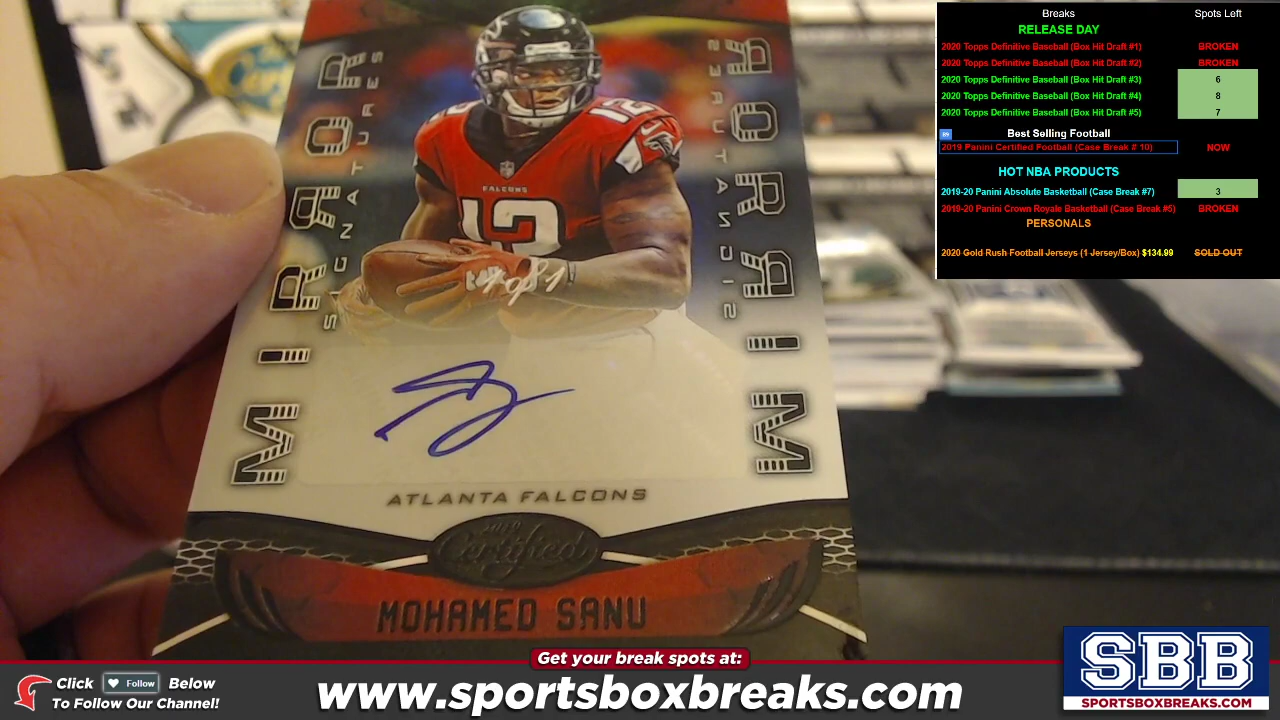 MIRROR
SIGNATURES
MIRROR
SIGNATURES
12
FALCONS
12
ATLANTA FALCONS
2019
Certified
MOHAMED SANU
Breaks Spots Left
RELEASE DAY
2020 Topps Definitive Baseball (Box Hit Draft #1) BROKEN
2020 Topps Definitive Baseball (Box Hit Draft #2) BROKEN
2020 Topps Definitive Baseball (Box Hit Draft #3) 6
2020 Topps Definitive Baseball (Box Hit Draft #4) 8
2020 Topps Definitive Baseball (Box Hit Draft #5) 7
Best Selling Football
2019 Panini Certified Football (Case Break # 10) NOW
HOT NBA PRODUCTS
2019-20 Panini Absolute Basketball (Case Break #7) 3
2019-20 Panini Crown Royale Basketball (Case Break #5) BROKEN
PERSONALS
2020 Gold Rush Football Jerseys (1 Jersey/Box) $134.99 SOLD OUT
Get your break spots at:
Click Follow Below
To Follow Our Channel!
www.sportsboxbreaks.com
SBB
SPORTSBOXBREAKS.COM